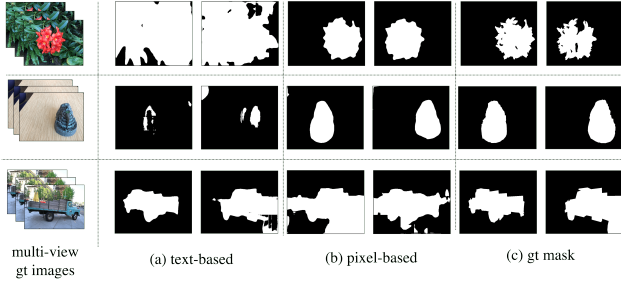 multi-view
gt images
(a) text-based
(b) pixel-based
(c) gt mask